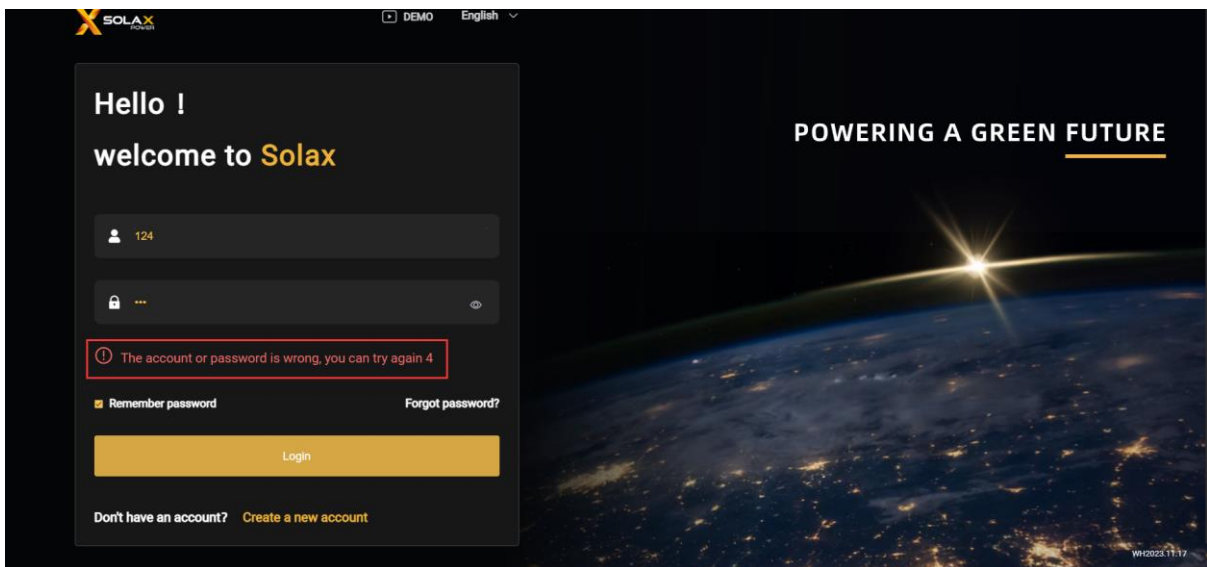 SOLAX
POWER
DEMO English
Hello !
welcome to Solax
POWERING A GREEN FUTURE
124
•••
The account or password is wrong, you can try again 4
Remember password Forgot password?
Login
Don't have an account? Create a new account
WH2023.11.17